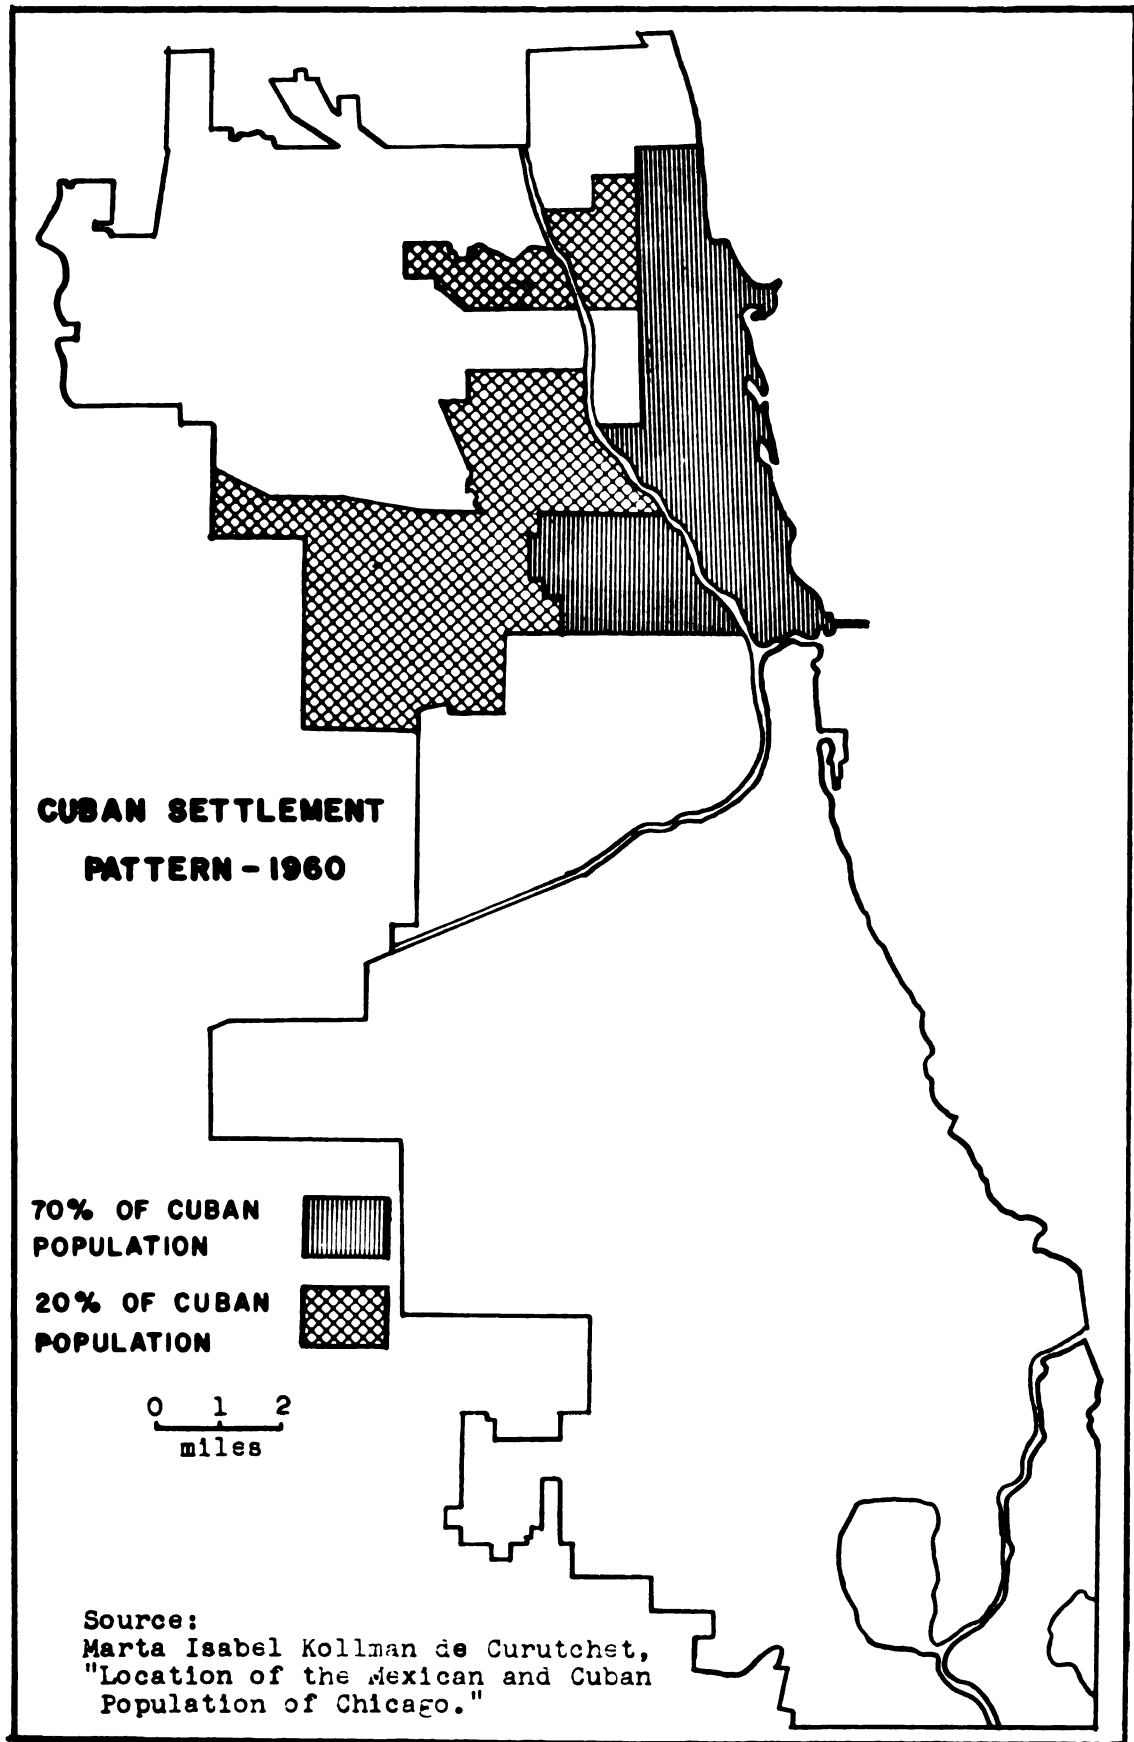 CUBAN SETTLEMENT
PATTERN - 1960
70% OF CUBAN
POPULATION
20% OF CUBAN
POPULATION
0 1 2
miles
Source:
Marta Isabel Kollman de Curutchet,
"Location of the Mexican and Cuban
Population of Chicago."